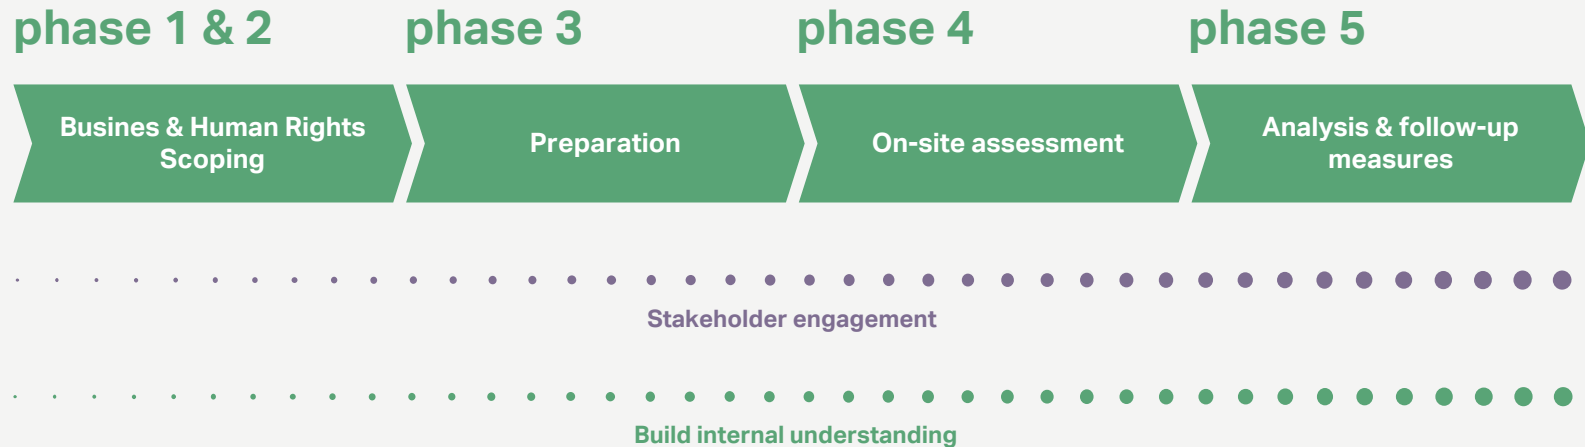 phase 1 & 2
phase 3
phase 4
phase 5
Busines & Human Rights
Scoping
Preparation
On-site assessment
Analysis & follow-up
measures
Stakeholder engagement
Build internal understanding